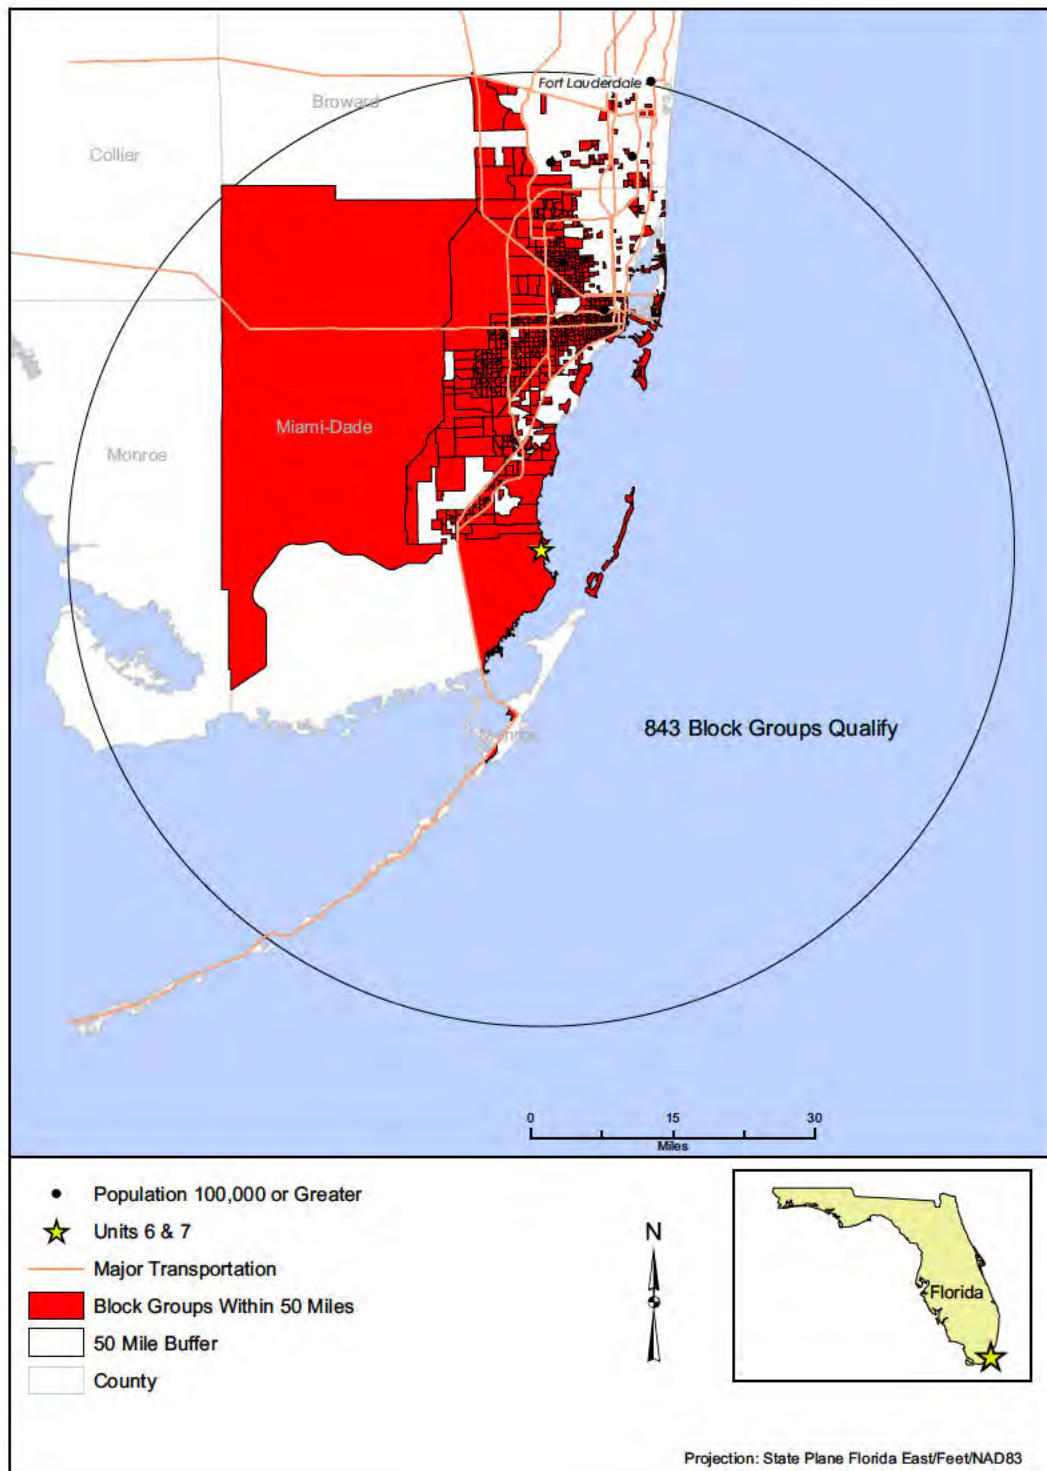 Fort Lauderdale
Broward
Collier
Miami-Dade
Monroe
843 Block Groups Qualify
Monroe
0 15 30
Miles
Population 100,000 or Greater
Units 6 & 7
Major Transportation
Block Groups Within 50 Miles
50 Mile Buffer
County
N
Florida
Projection: State Plane Florida East/Feet/NAD83